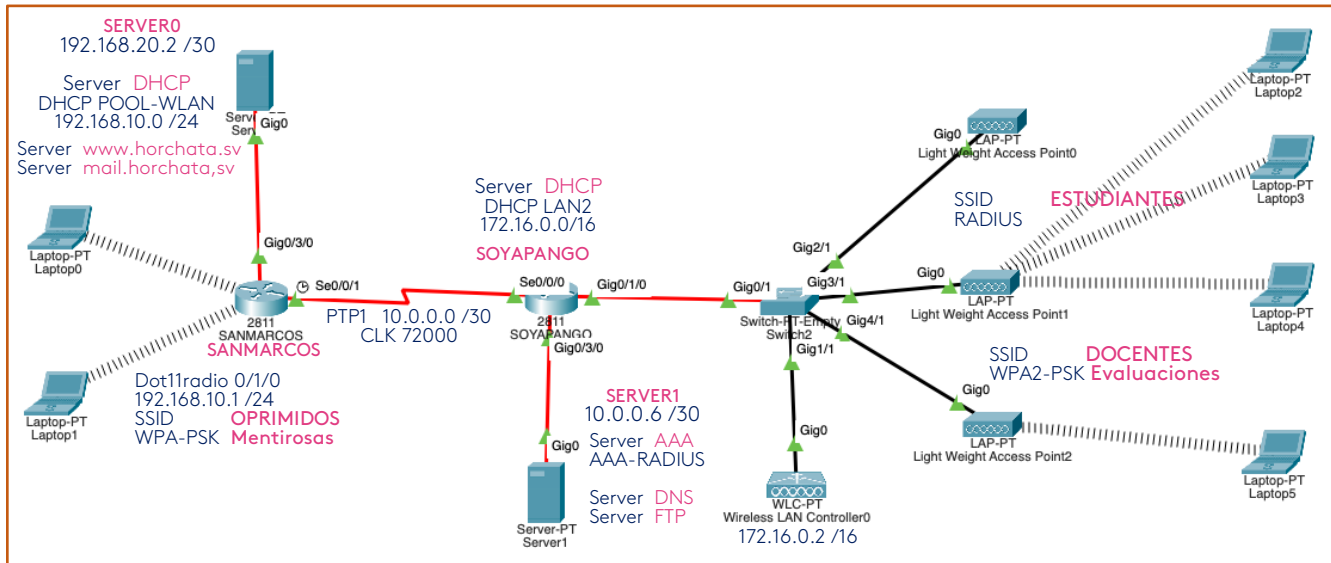 SERVER0
192.168.20.2 /30
Server DHCP
DHCP POOL-WLAN
192.168.10.0 /24
Ser
Gig0
Server www.horchata.sv
Server mail.horchata,sv
Laptop-PT
Laptop0
Gig0/3/0
Se0/0/1
2811
SANMARCOS
SANMARCOS
Laptop-PT
Laptop1
Dot11radio 0/1/0
192.168.10.1 /24
SSID OPRIMIDOS
WPA-PSK Mentirosas
PTP1 10.0.0.0 /30
CLK 72000
Server DHCP
DHCP LAN2
172.16.0.0/16
SOYAPANGO
Se0/0/0
Gig0/1/0
2811
SOYAPANGO
Gig0/3/0
SERVER1
10.0.0.6 /30
Server AAA
AAA-RADIUS
Server DNS
Server FTP
Gig0
Server-PT
Server1
Gig0/1
Switch-PT-Empty
Switch2
Gig2/1
Gig3/1
Gig4/1
Gig1/1
Gig0
WLC-PT
Wireless LAN Controller0
172.16.0.2 /16
Gig0
LAP-PT
Light Weight Access Point0
SSID ESTUDIANTES
RADIUS
Gig0
LAP-PT
Light Weight Access Point1
SSID DOCENTES
WPA2-PSK Evaluaciones
Gig0
LAP-PT
Light Weight Access Point2
Laptop-PT
Laptop2
Laptop-PT
Laptop3
Laptop-PT
Laptop4
Laptop-PT
Laptop5